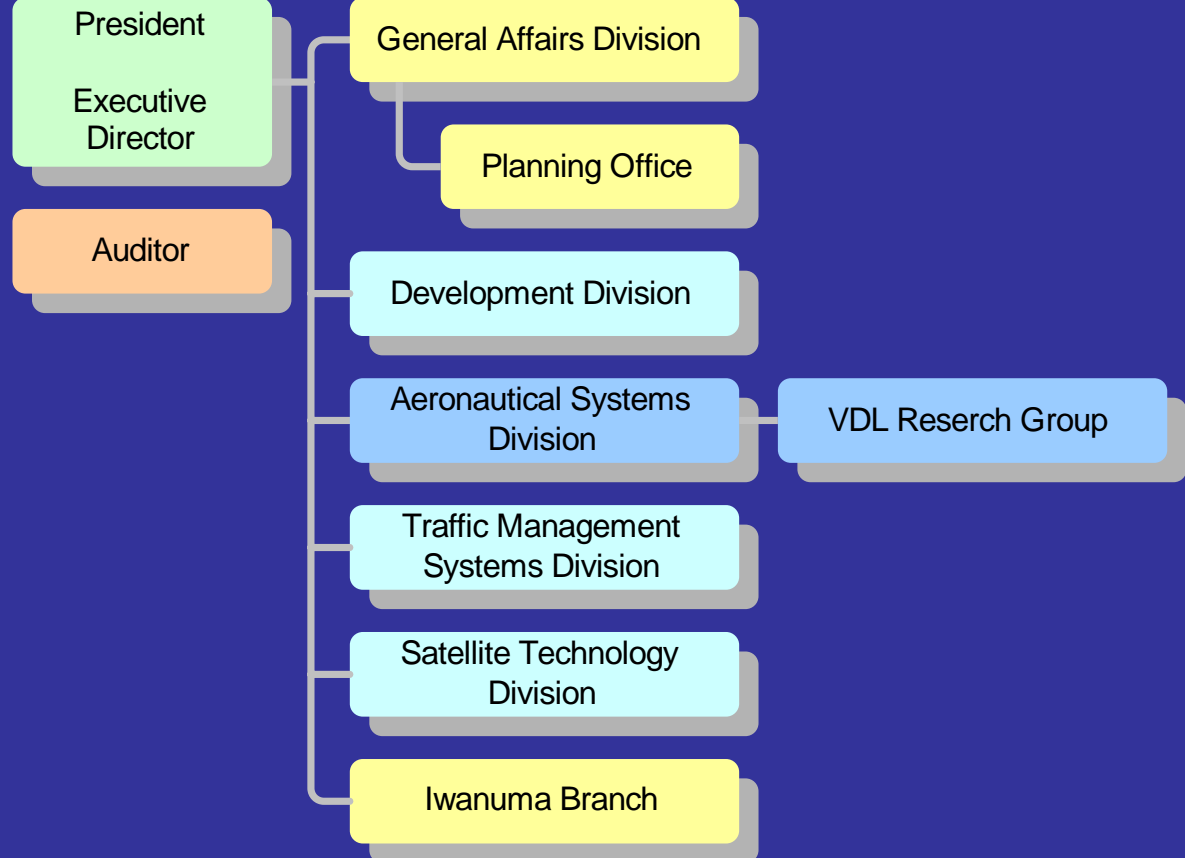 President
Executive
Director
Auditor
General Affairs Division
Planning Office
Development Division
Aeronautical Systems
Division
VDL Reserch Group
Traffic Management
Systems Division
Satellite Technology
Division
Iwanuma Branch